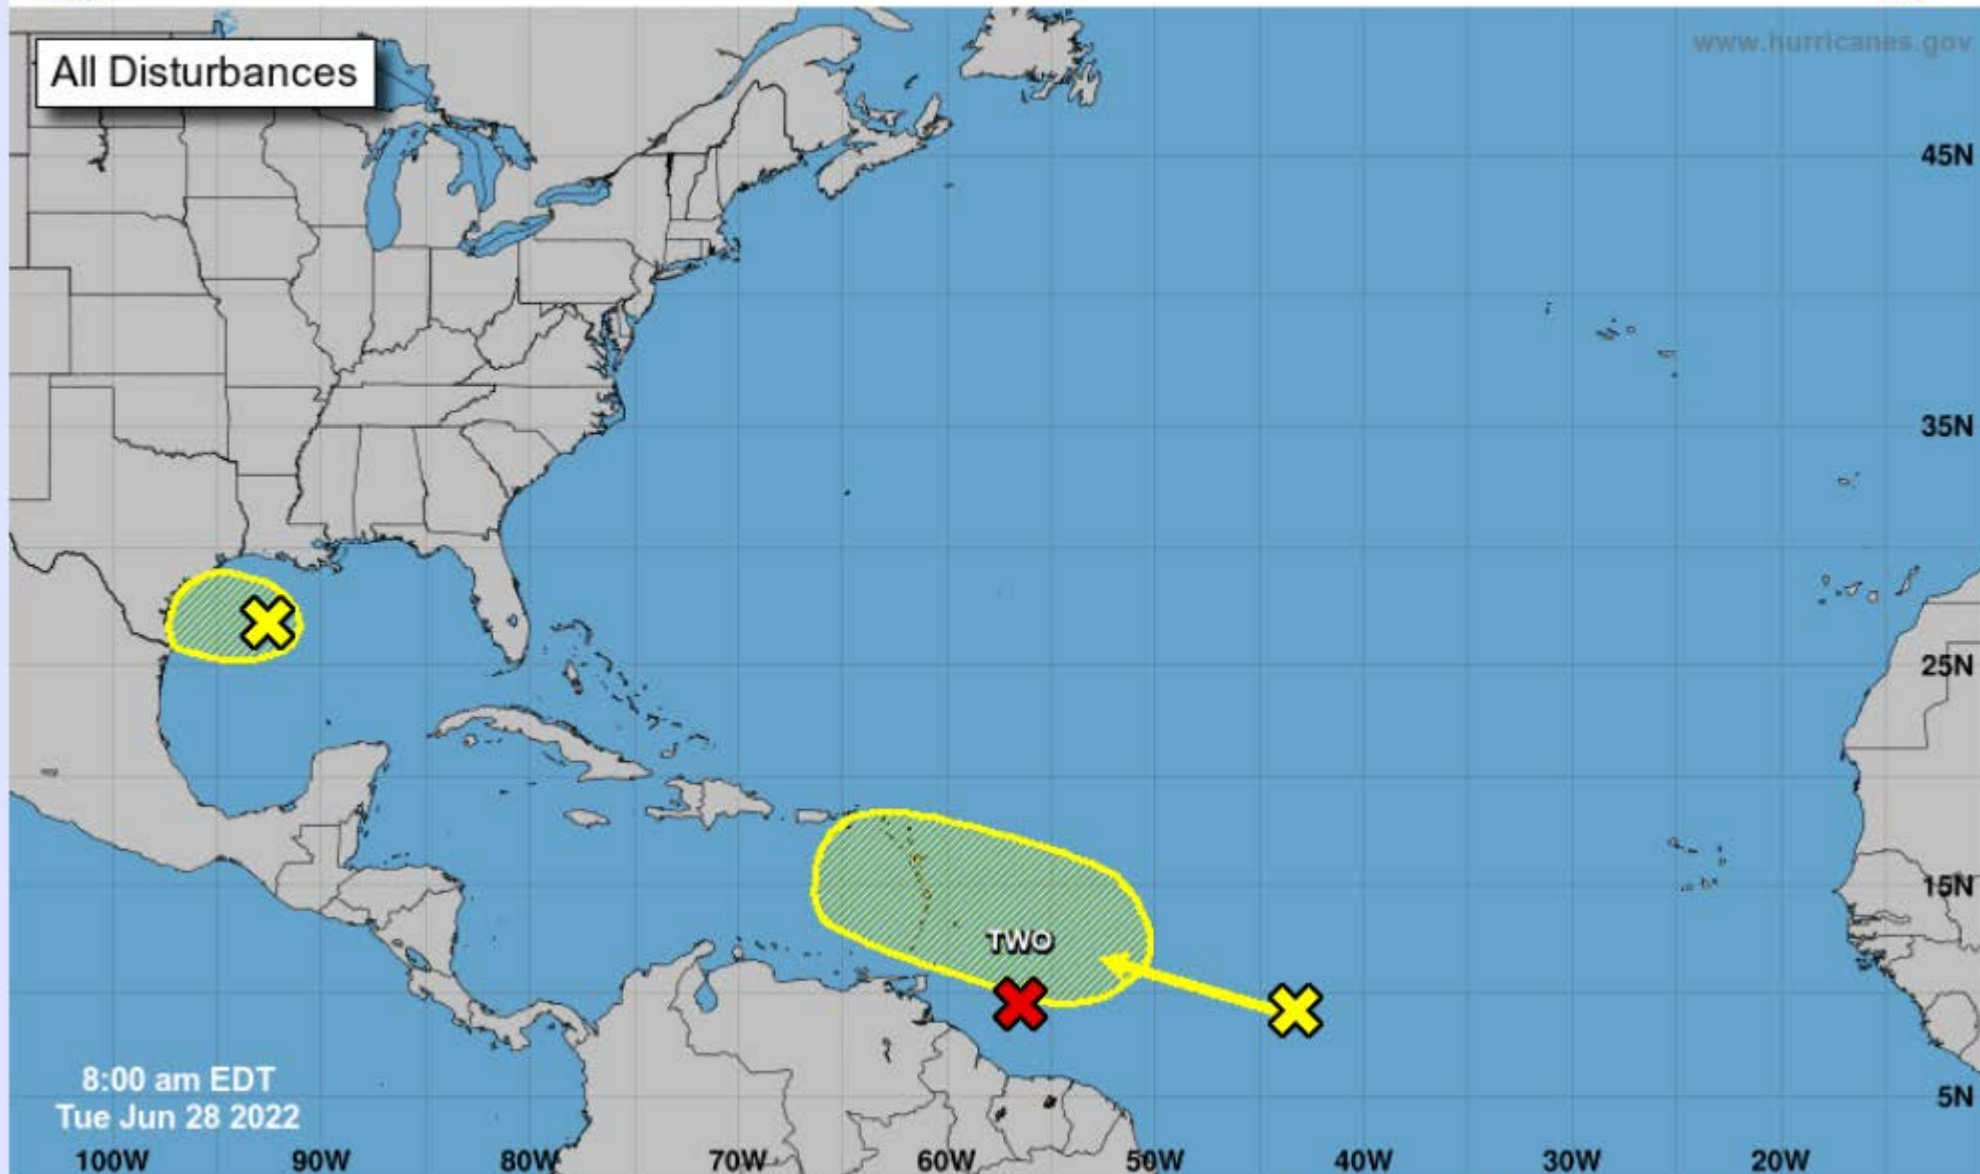 All Disturbances
www.hurricanes.gov
45N
35N
25N
15N
TWO
5N
8:00 am EDT
Tue Jun 28 2022
100W 90W 80W 70W 60W 50W 40W 30W 20W